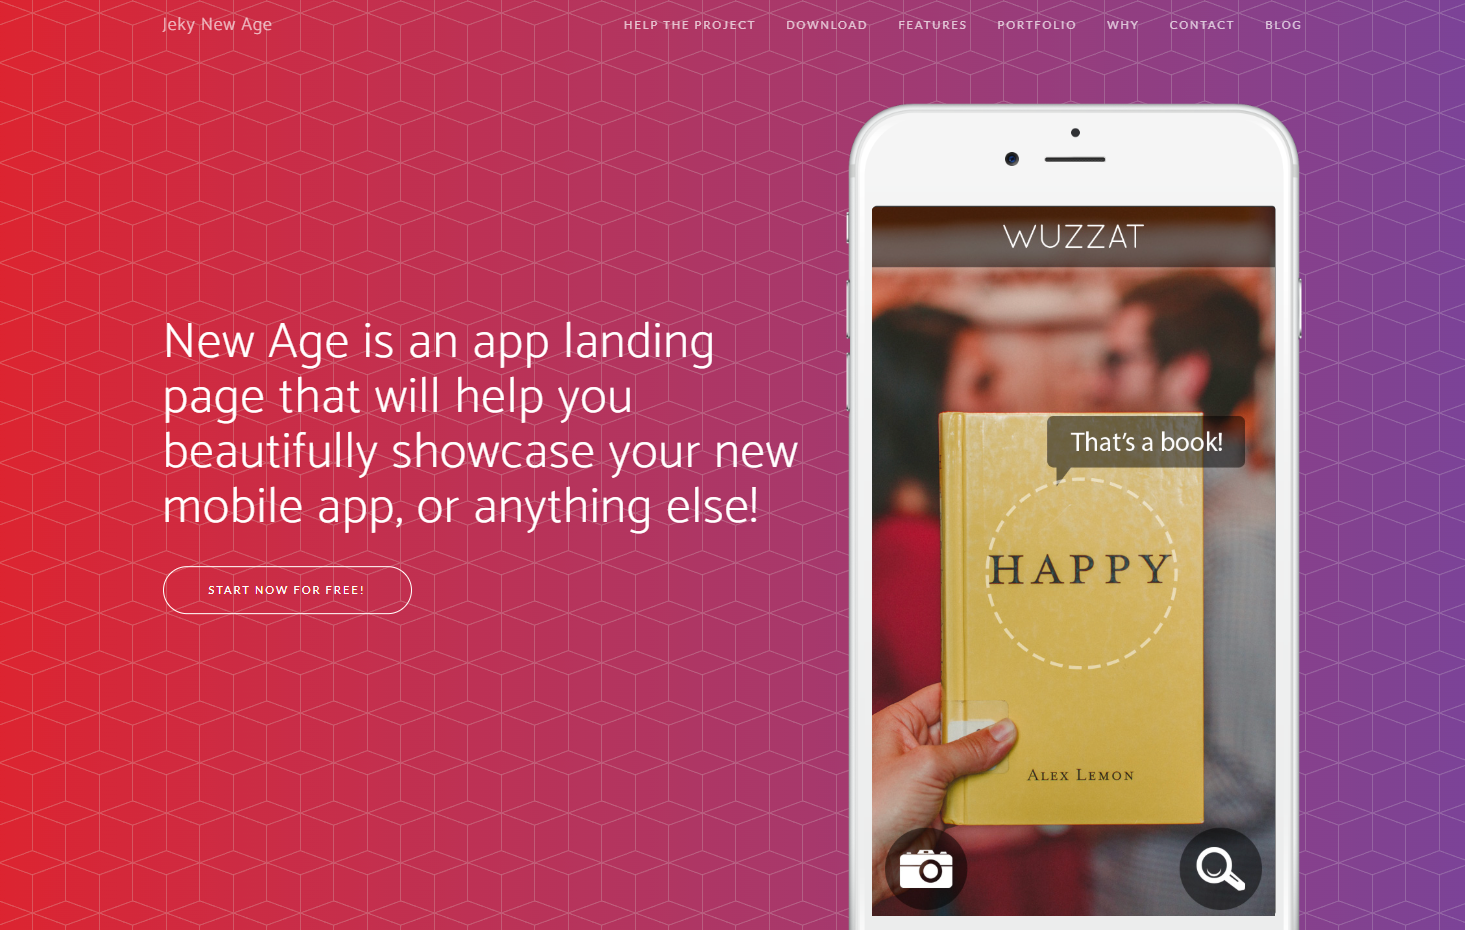 Jeky New Age
HELP THE PROJECT
DOWNLOAD
FEATURES
PORTFOLIO
WHY
CONTACT
BLOG
New Age is an app landing
page that will help you
beautifully showcase your new
mobile app, or anything else!
START NOW FOR FREE!
WUZZAT
That's a book!
HAPPY
ALEX LEMON